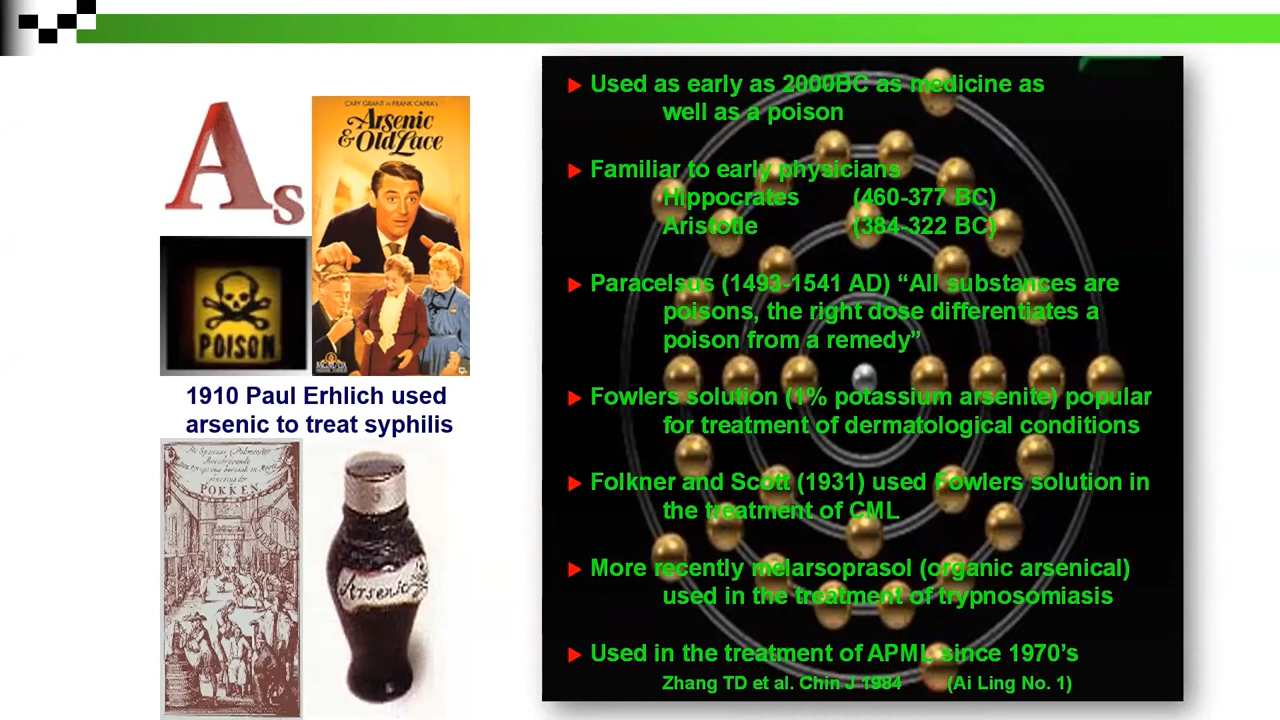 As
CARY GRANT IN FRANK CAPRA'S
Arsenic
& Old Lace
POISON
1910 Paul Erhlich used
arsenic to treat syphilis
POKKEN
Arsenic
Used as early as 2000BC as medicine as
well as a poison
Familiar to early physicians
Hippocrates (460-377 BC)
Aristotle (384-322 BC)
Paracelsus (1493-1541 AD) “All substances are
poisons, the right dose differentiates a
poison from a remedy”
Fowlers solution (1% potassium arsenite) popular
for treatment of dermatological conditions
Folkner and Scott (1931) used Fowlers solution in
the treatment of CML
More recently melarsoprasol (organic arsenical)
used in the treatment of trypnosomiasis
Used in the treatment of APML since 1970’s
Zhang TD et al. Chin J 1984 (Ai Ling No. 1)